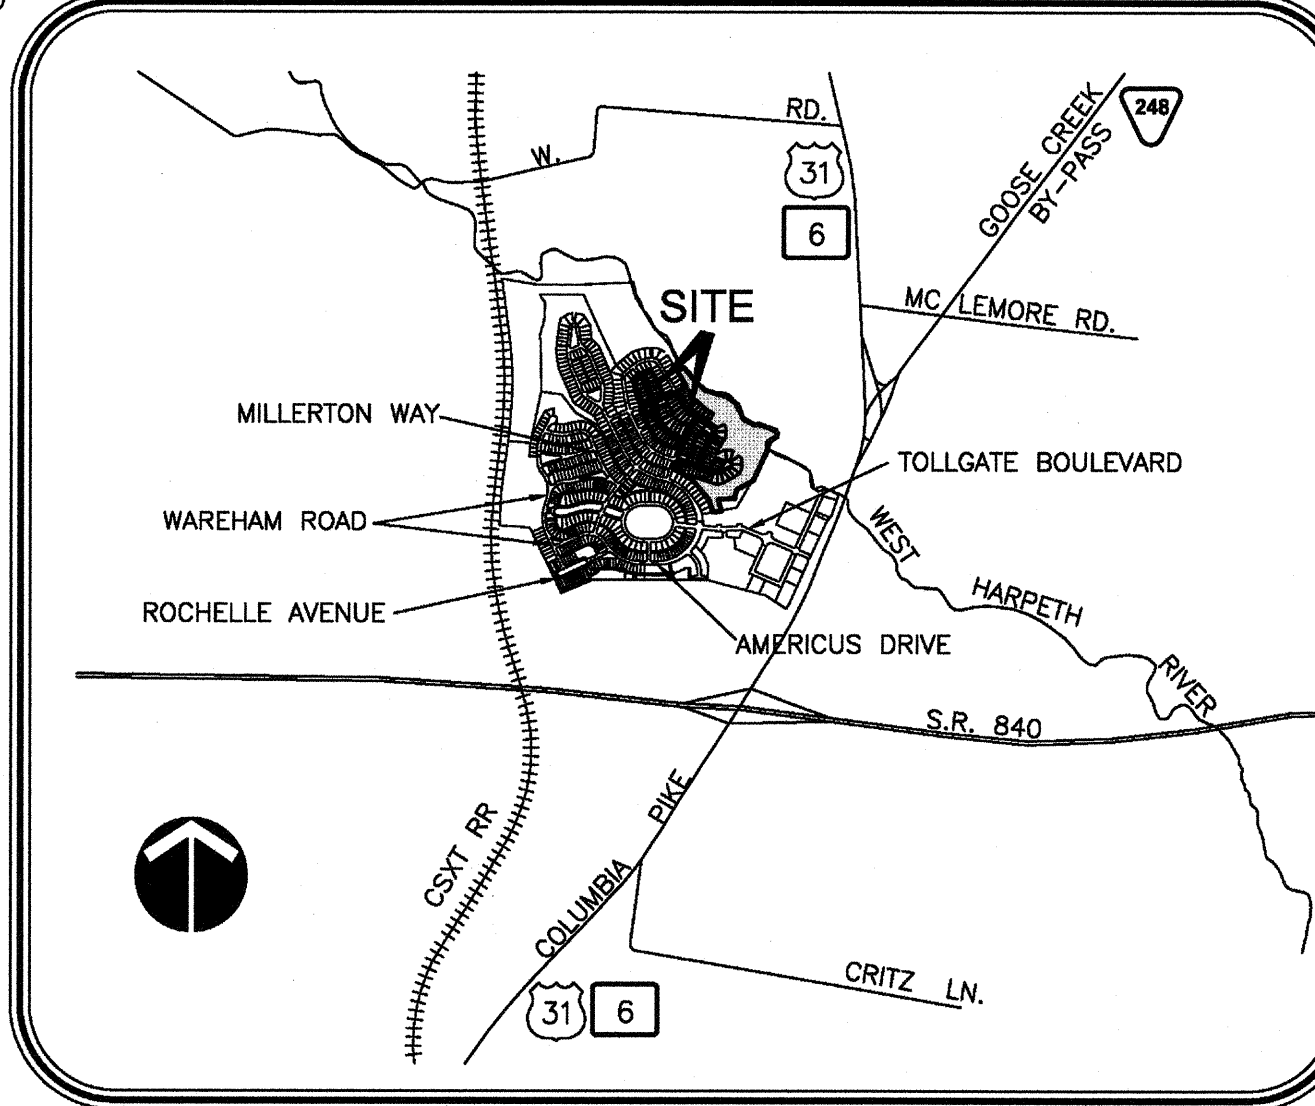 RD.
248
GOOSE CREEK
BY-PASS
W.
31
6
SITE
MC LEMORE RD.
MILLERTON WAY
TOLLGATE BOULEVARD
WAREHAM ROAD
WEST
HARPETH
RIVER
ROCHELLE AVENUE
AMERICUS DRIVE
S.R. 840
CSXT RR
COLUMBIA PIKE
CRITZ LN.
31
6